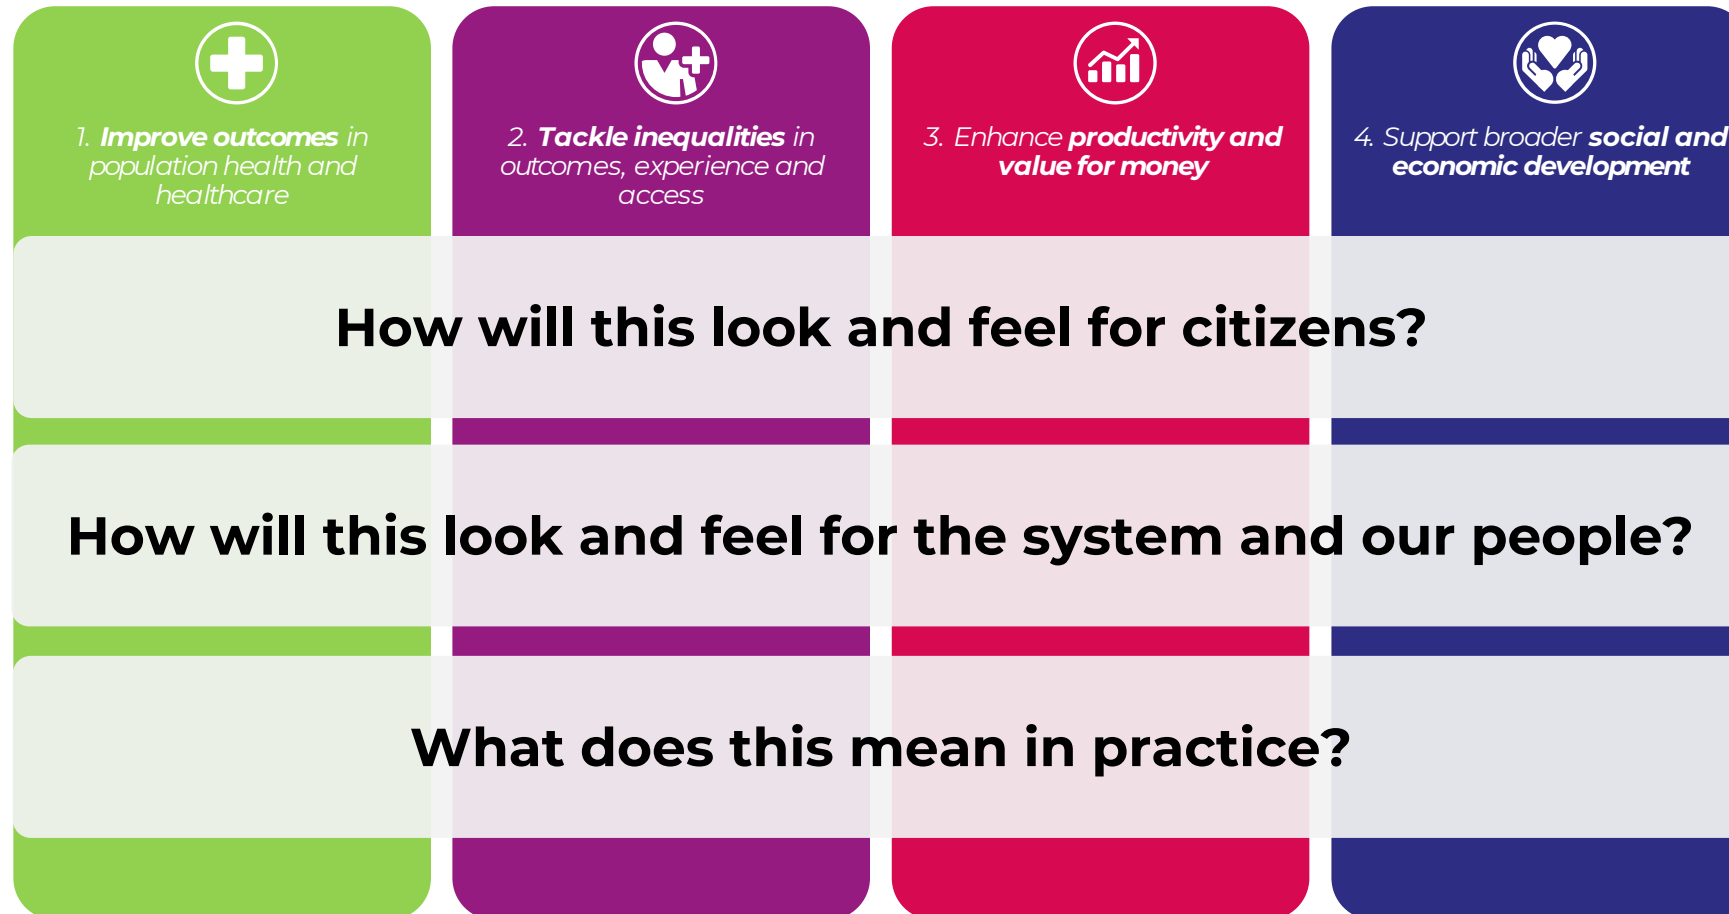 1. Improve outcomes in
population health and
healthcare
2. Tackle inequalities in
outcomes, experience and
access
3. Enhance productivity and
value for money
4. Support broader social and
economic development
How will this look and feel for citizens?
How will this look and feel for the system and our people?
What does this mean in practice?